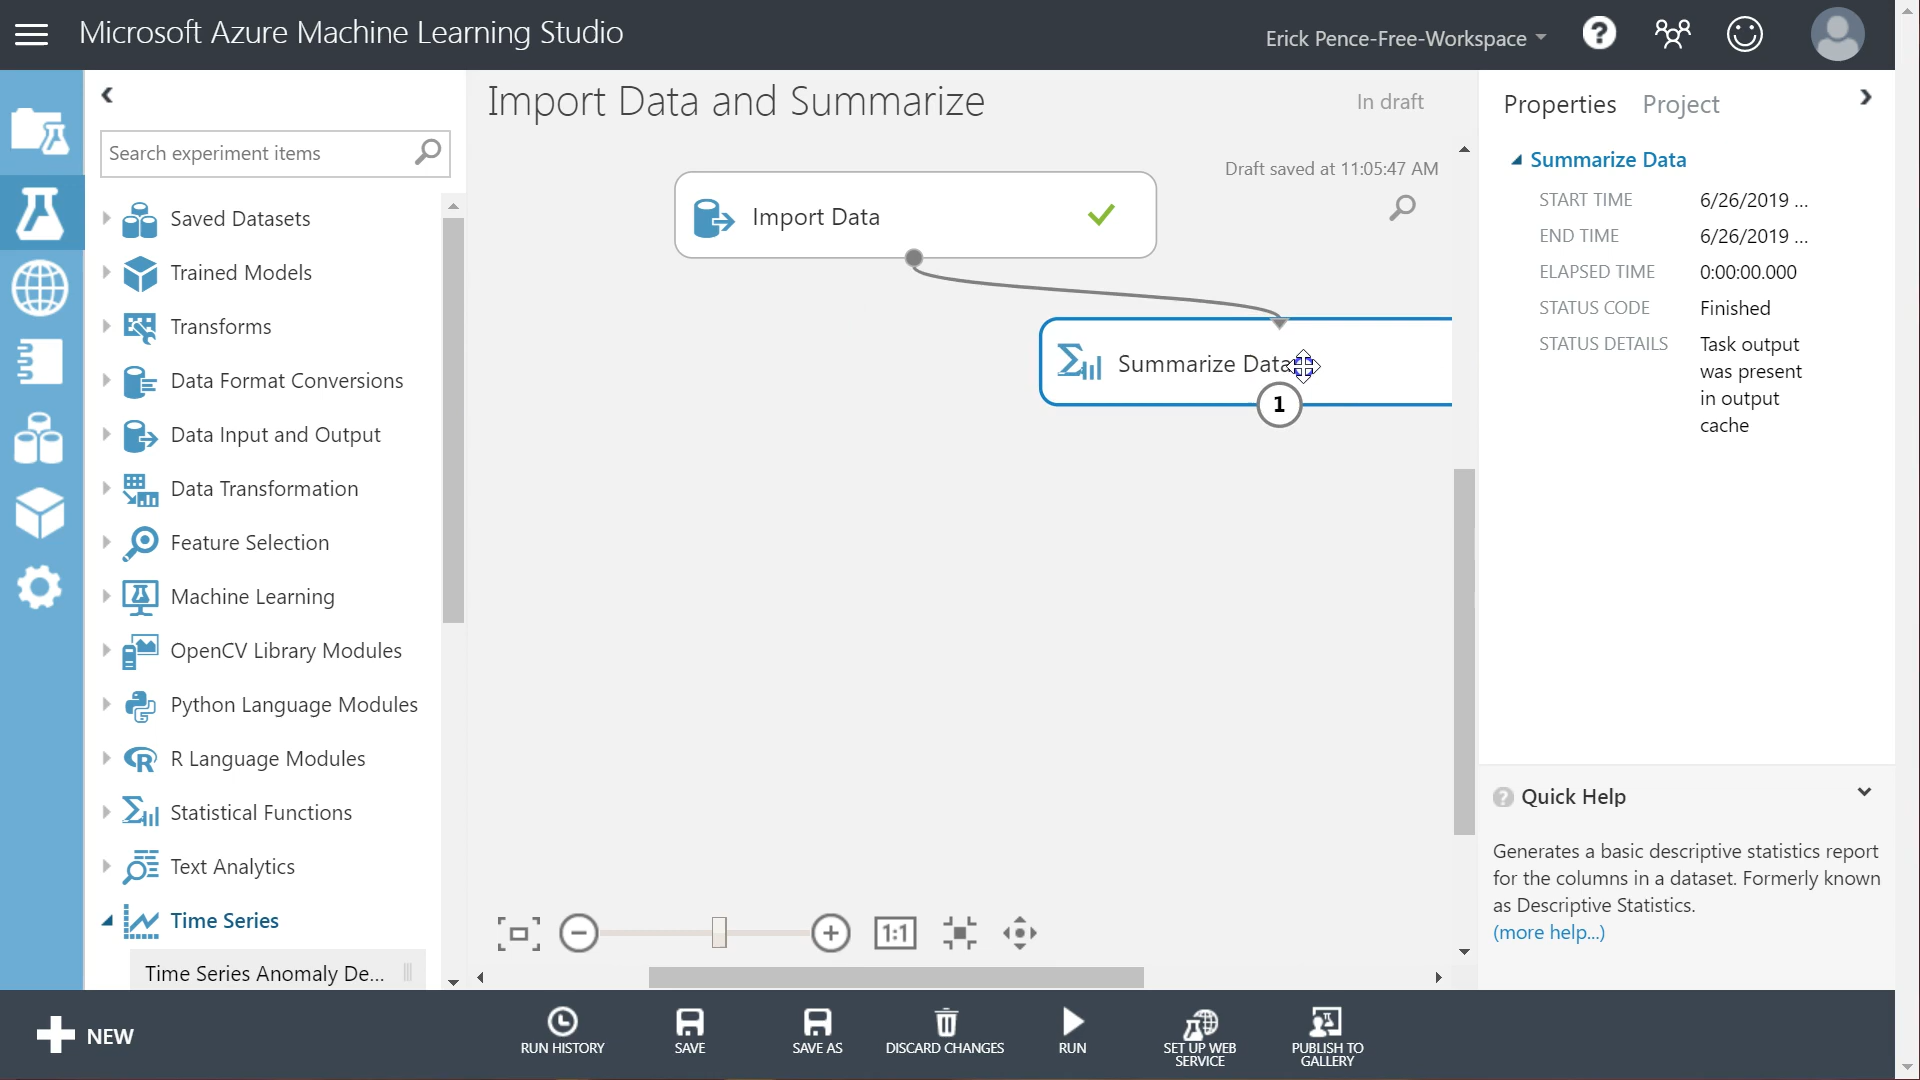 Microsoft Azure Machine Learning Studio
Erick Pence-Free-Workspace
?
Search experiment items
Saved Datasets
Trained Models
Transforms
Data Format Conversions
Data Input and Output
Data Transformation
Feature Selection
Machine Learning
OpenCV Library Modules
Python Language Modules
R Language Modules
Statistical Functions
Text Analytics
Time Series
Time Series Anomaly De...
Import Data and Summarize
In draft
Draft saved at 11:05:47 AM
Import Data
Summarize Data
1
1:1
Properties
Project
Summarize Data
START TIME 6/26/2019 ...
END TIME 6/26/2019 ...
ELAPSED TIME 0:00:00.000
STATUS CODE Finished
STATUS DETAILS Task output
was present
in output
cache
? Quick Help
Generates a basic descriptive statistics report
for the columns in a dataset. Formerly known
as Descriptive Statistics.
(more help...)
NEW
RUN HISTORY
SAVE
SAVE AS
DISCARD CHANGES
RUN
SET UP WEB
SERVICE
PUBLISH TO
GALLERY